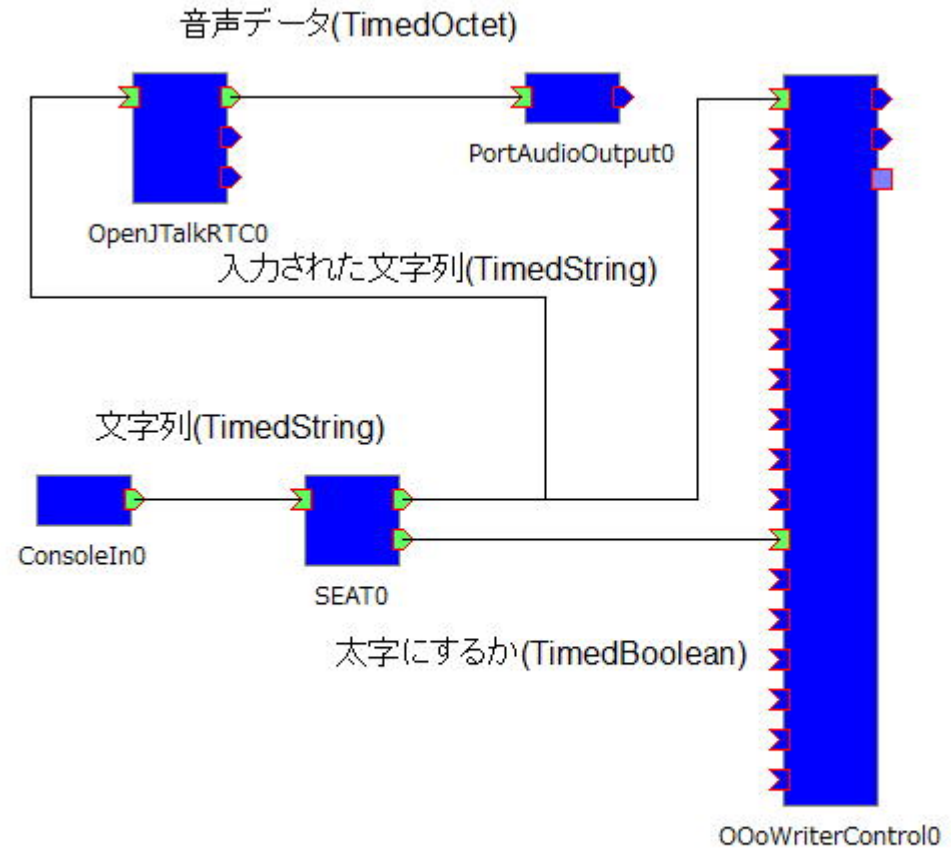 音声データ(TimedOctet)
PortAudioOutput0
OpenJTalkRTC0
入力された文字列(TimedString)
文字列(TimedString)
ConsoleIn0
SEAT0
太字にするか(TimedBoolean)
OOoWriterControl0